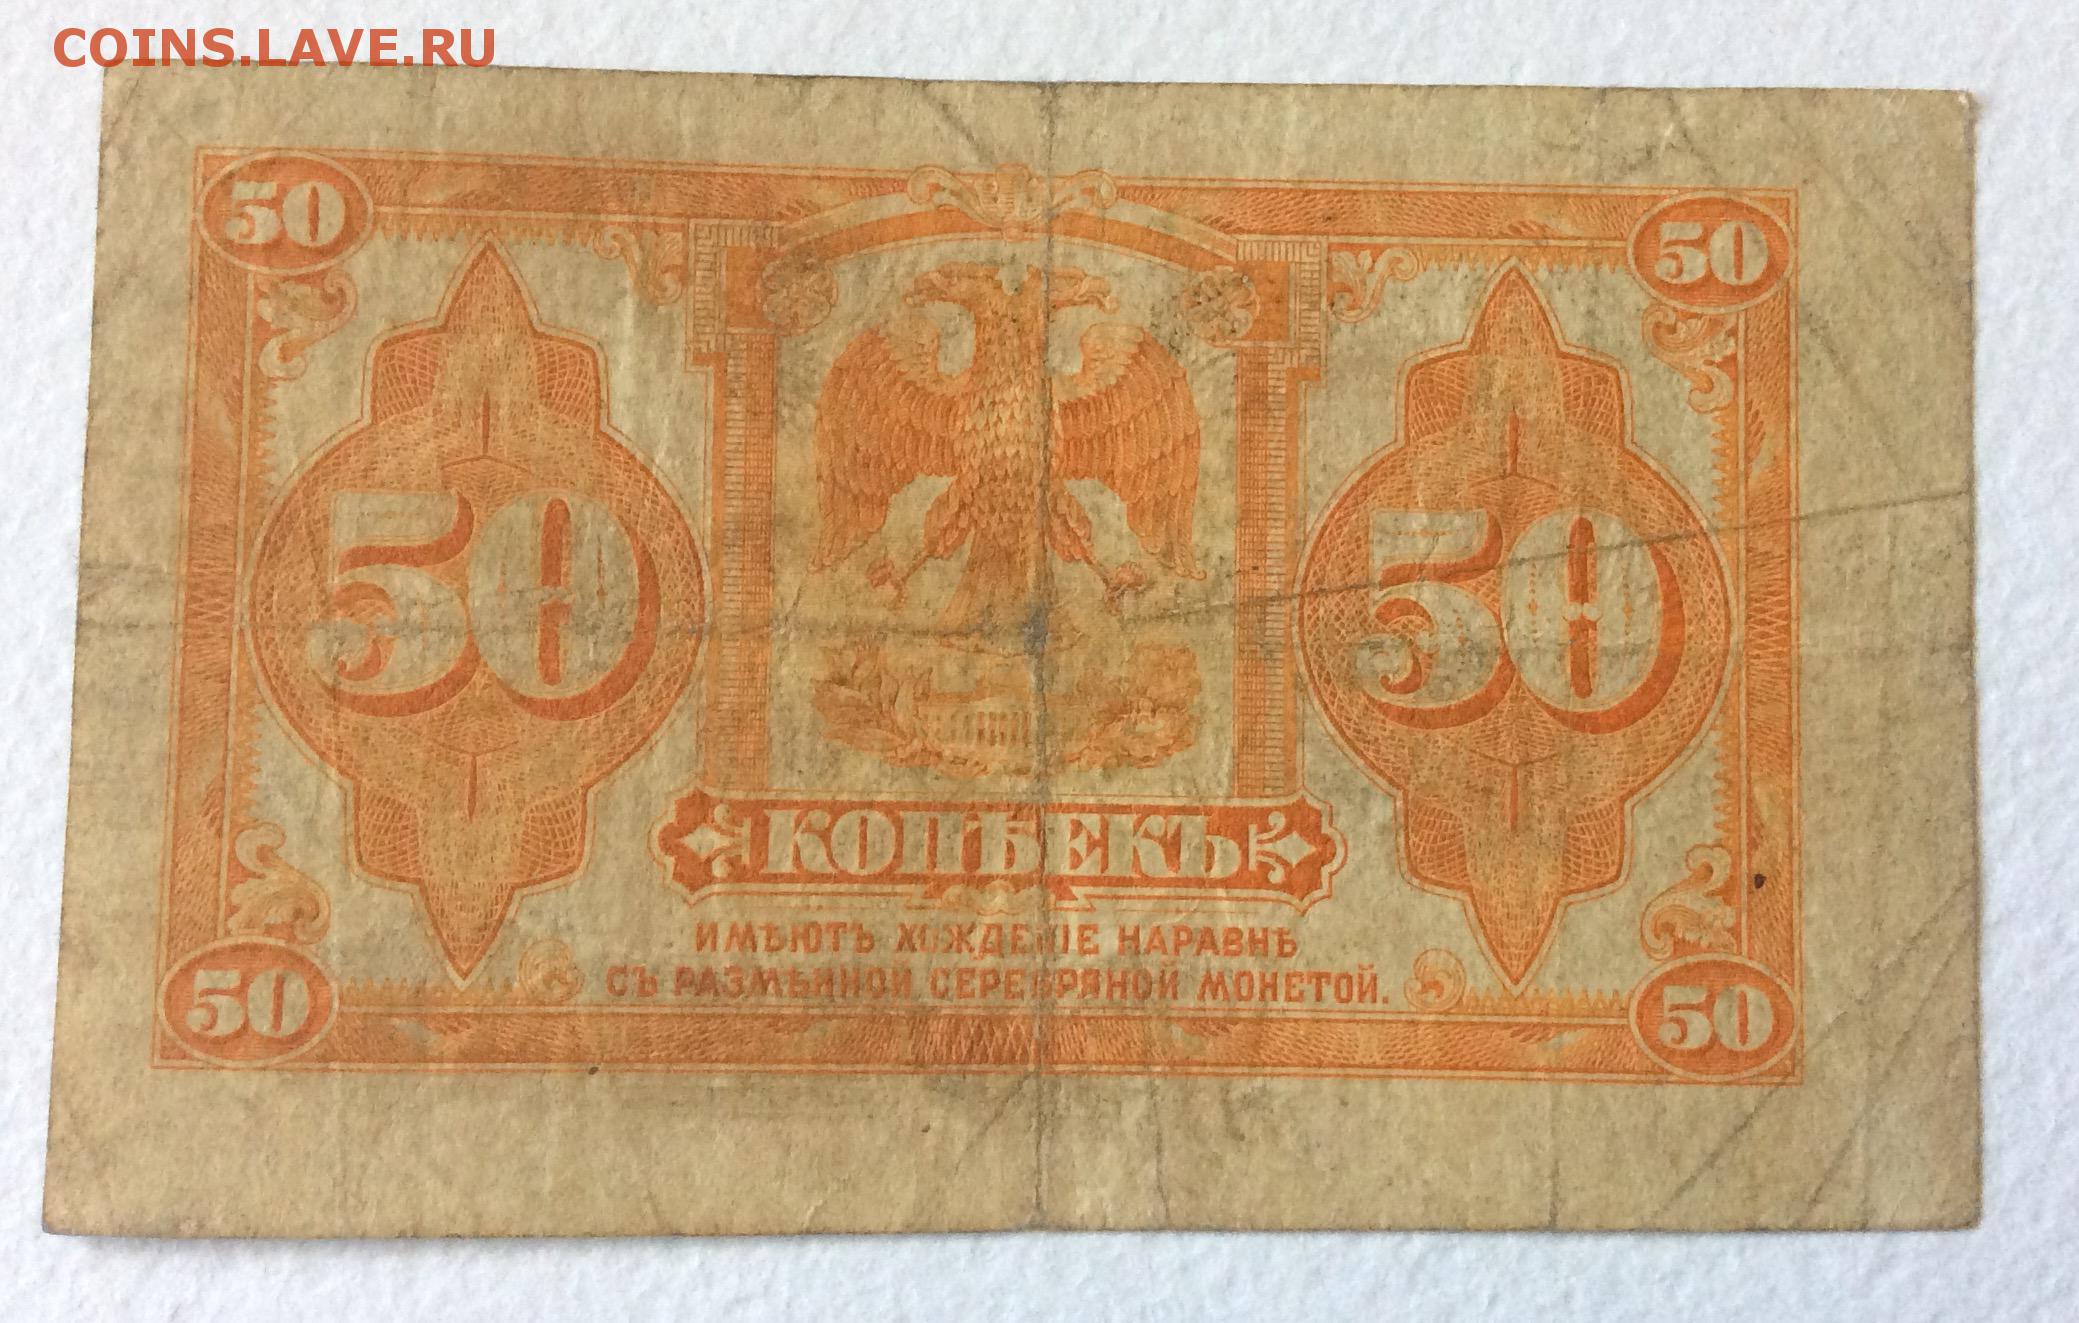 COINS.LAVE.RU
50 50
50 50
КОПѢЕКЪ
ИМѢЮТЪ ХОЖДЕНІЕ НАРАВНѢ
СЪ РАЗМѢННОЙ СЕРЕБРЯНОЙ МОНЕТОЙ.
50 50